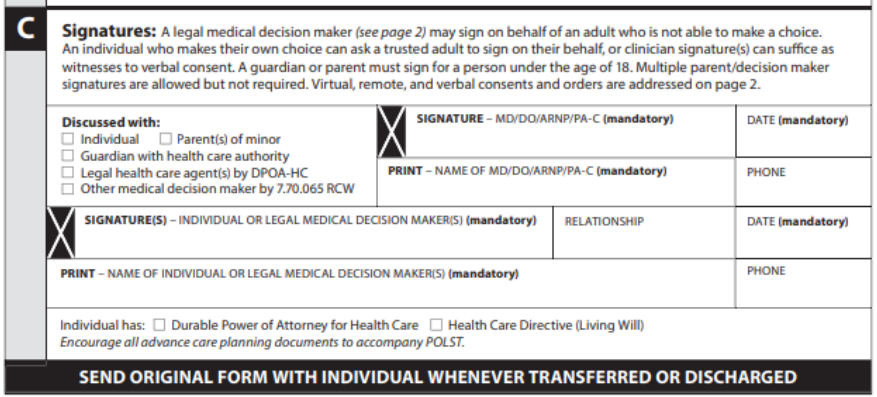 C
Signatures: A legal medical decision maker (see page 2) may sign on behalf of an adult who is not able to make a choice.
An individual who makes their own choice can ask a trusted adult to sign on their behalf, or clinician signature(s) can suffice as
witnesses to verbal consent. A guardian or parent must sign for a person under the age of 18. Multiple parent/decision maker
signatures are allowed but not required. Virtual, remote, and verbal consents and orders are addressed on page 2.
Discussed with:
☐ Individual ☐ Parent(s) of minor
☐ Guardian with health care authority
☐ Legal health care agent(s) by DPOA-HC
☐ Other medical decision maker by 7.70.065 RCW
X SIGNATURE – MD/DO/ARNP/PA-C (mandatory)
DATE (mandatory)
PRINT – NAME OF MD/DO/ARNP/PA-C (mandatory)
PHONE
X SIGNATURE(S) – INDIVIDUAL OR LEGAL MEDICAL DECISION MAKER(S) (mandatory)
RELATIONSHIP
DATE (mandatory)
PRINT – NAME OF INDIVIDUAL OR LEGAL MEDICAL DECISION MAKER(S) (mandatory)
PHONE
Individual has: ☐ Durable Power of Attorney for Health Care ☐ Health Care Directive (Living Will)
Encourage all advance care planning documents to accompany POLST.
SEND ORIGINAL FORM WITH INDIVIDUAL WHENEVER TRANSFERRED OR DISCHARGED